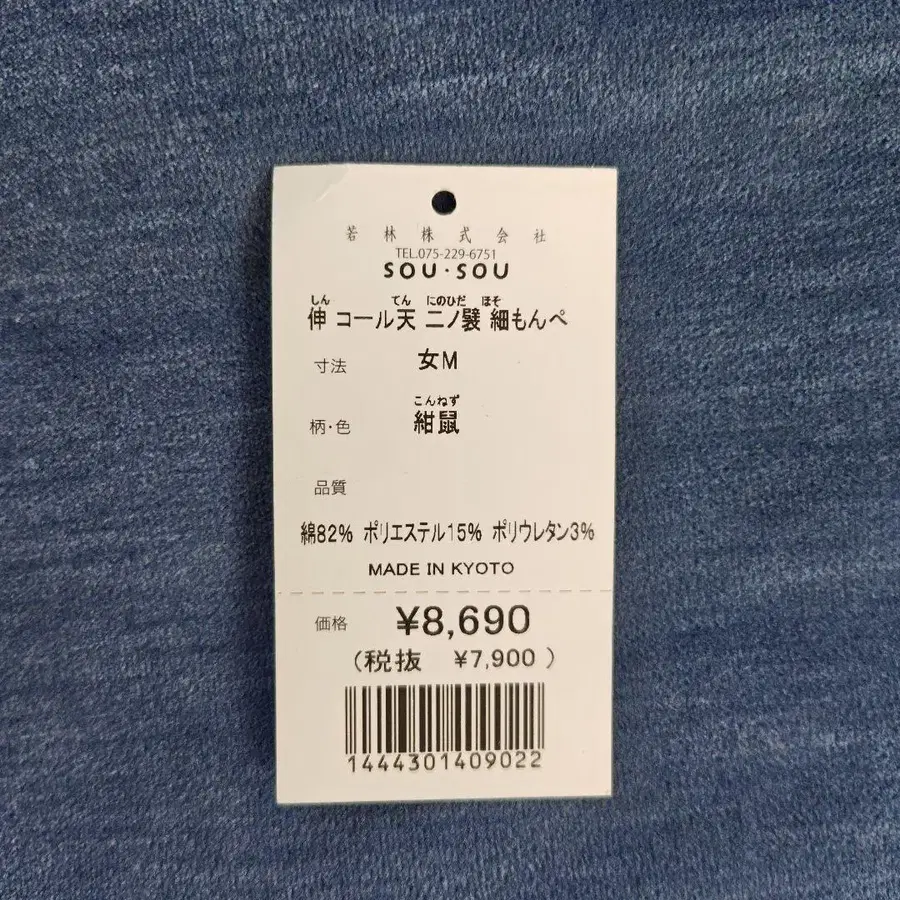 若林株式会社
TEL.075-229-6751
SOU・SOU
しん てん にのひだ ほそ
伸 コール天 二ノ襞 細もんぺ
寸法 女M
こんねず
柄・色 紺鼠
品質
綿82% ポリエステル15% ポリウレタン3%
MADE IN KYOTO
価格 ¥8,690
(税抜 ¥7,900)
1444301409022